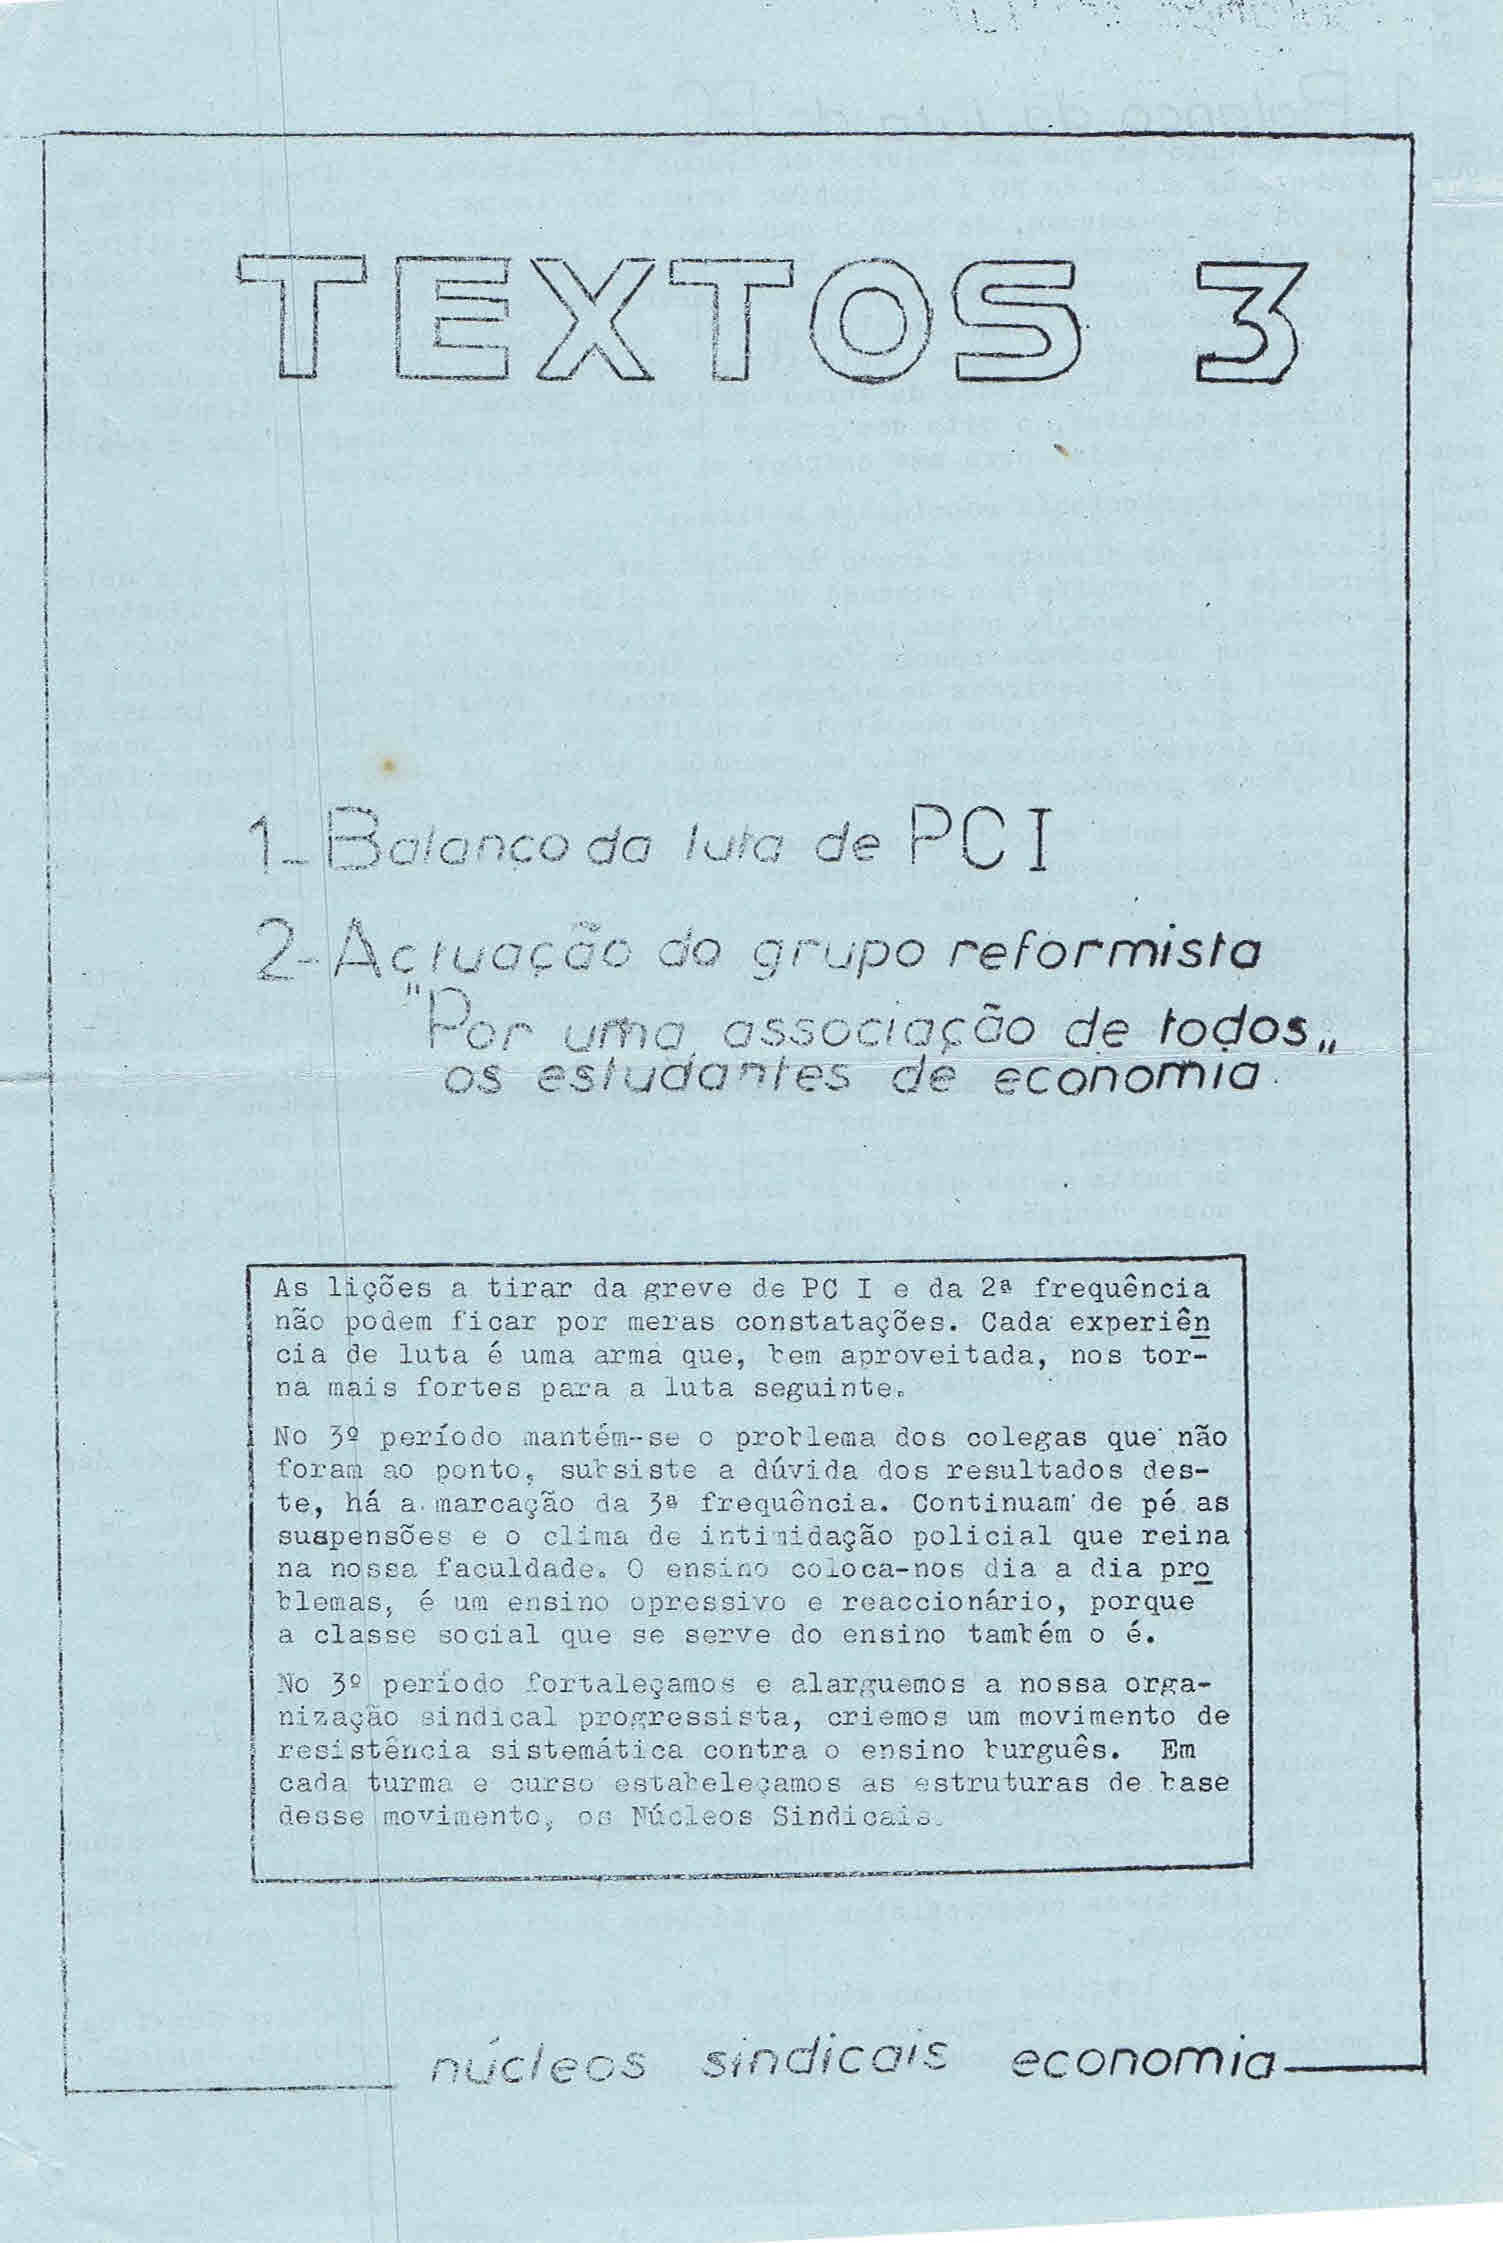 TEXTOS 3
1_ Balanço da luta de PC I
2-Actuação do grupo reformista
"Por uma associação de todos„
os estudantes de economia.
As lições a tirar da greve de PC I e da 2ª frequência
não podem ficar por meras constatações. Cada experiên
cia de luta é uma arma que, bem aproveitada, nos tor-
na mais fortes para a luta seguinte.
No 3º período mantém-se o problema dos colegas que não
foram ao ponto, subsiste a dúvida dos resultados des-
te, há a marcação da 3ª frequência. Continuam de pé as
suspensões e o clima de intimidação policial que reina
na nossa faculdade. O ensino coloca-nos dia a dia pro
blemas, é um ensino opressivo e reaccionário, porque
a classe social que se serve do ensino também o é.
No 3º período fortaleçamos e alarguemos a nossa orga-
nização sindical progressista, criemos um movimento de
resistência sistemática contra o ensino burguês. Em
cada turma e curso estabeleçamos as estruturas de base
desse movimento, os Núcleos Sindicais.
núcleos sindicais economia